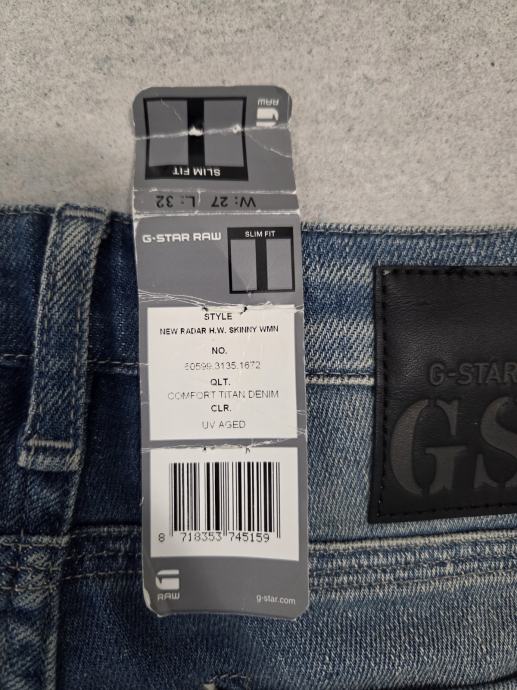 RAW
SLIM FIT
W: 27 L: 32
G-STAR RAW
SLIM FIT
STYLE
NEW RADAR H.W. SKINNY WMN
NO.
60599.3135.1672
QLT.
COMFORT TITAN DENIM
CLR.
UV AGED
8 718353 745159
RAW
g-star.com
G-STAR
GS